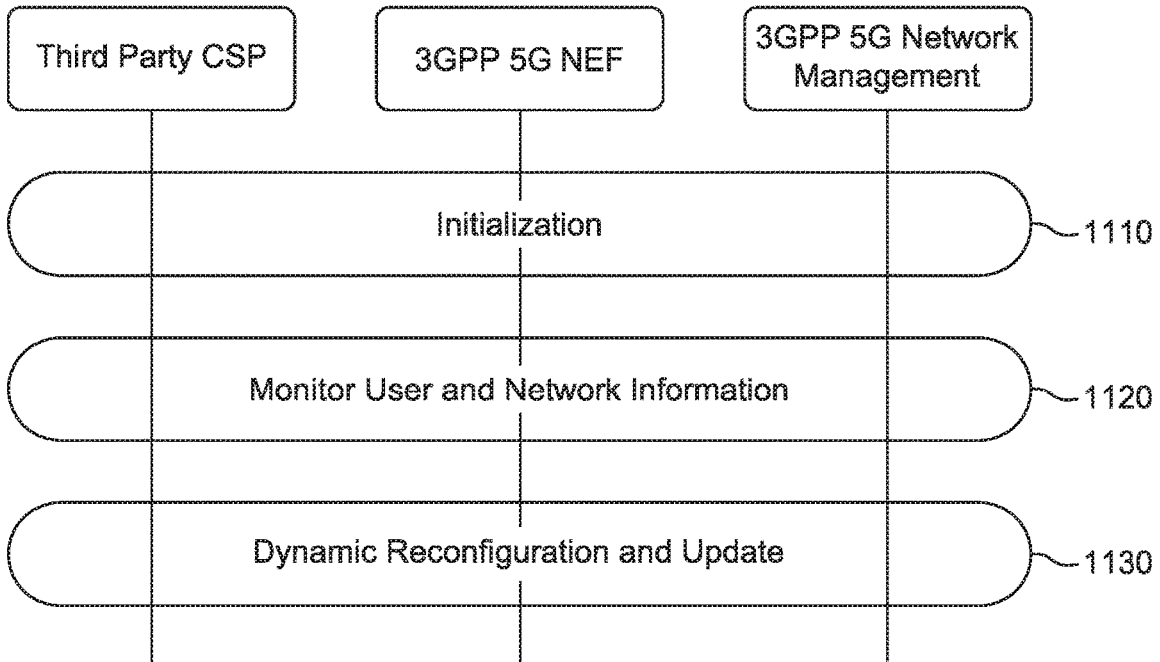 Third Party CSP
3GPP 5G NEF
3GPP 5G Network
Management
Initialization
1110
Monitor User and Network Information
1120
Dynamic Reconfiguration and Update
1130